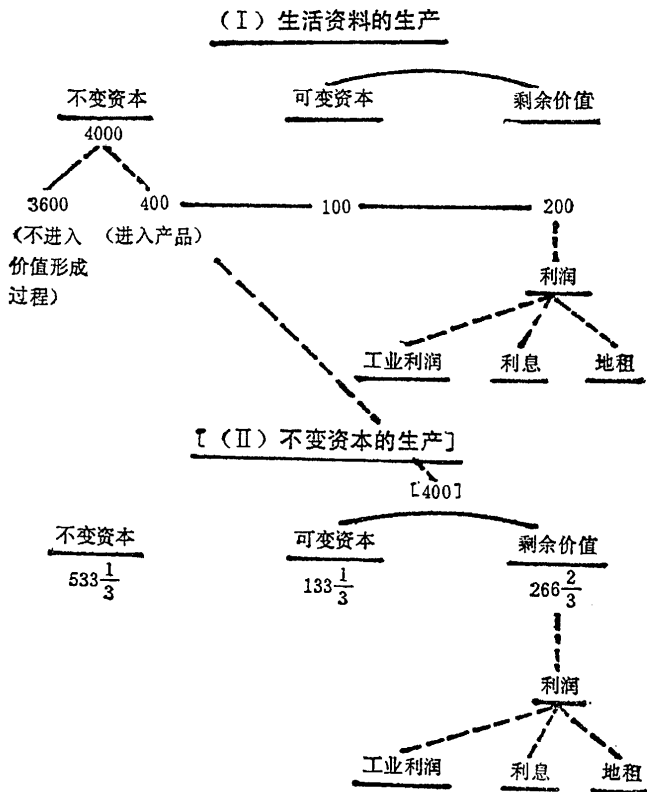 (Ⅰ) 生活资料的生产
不变资本 可变资本 剩余价值
4000
3600 400 100 200
(不进入 (进入产品)
价值形成
过程)
利润
工业利润 利息 地租
[(Ⅱ) 不变资本的生产]
[400]
不变资本 可变资本 剩余价值
533 1/3 133 1/3 266 2/3
利润
工业利润 利息 地租